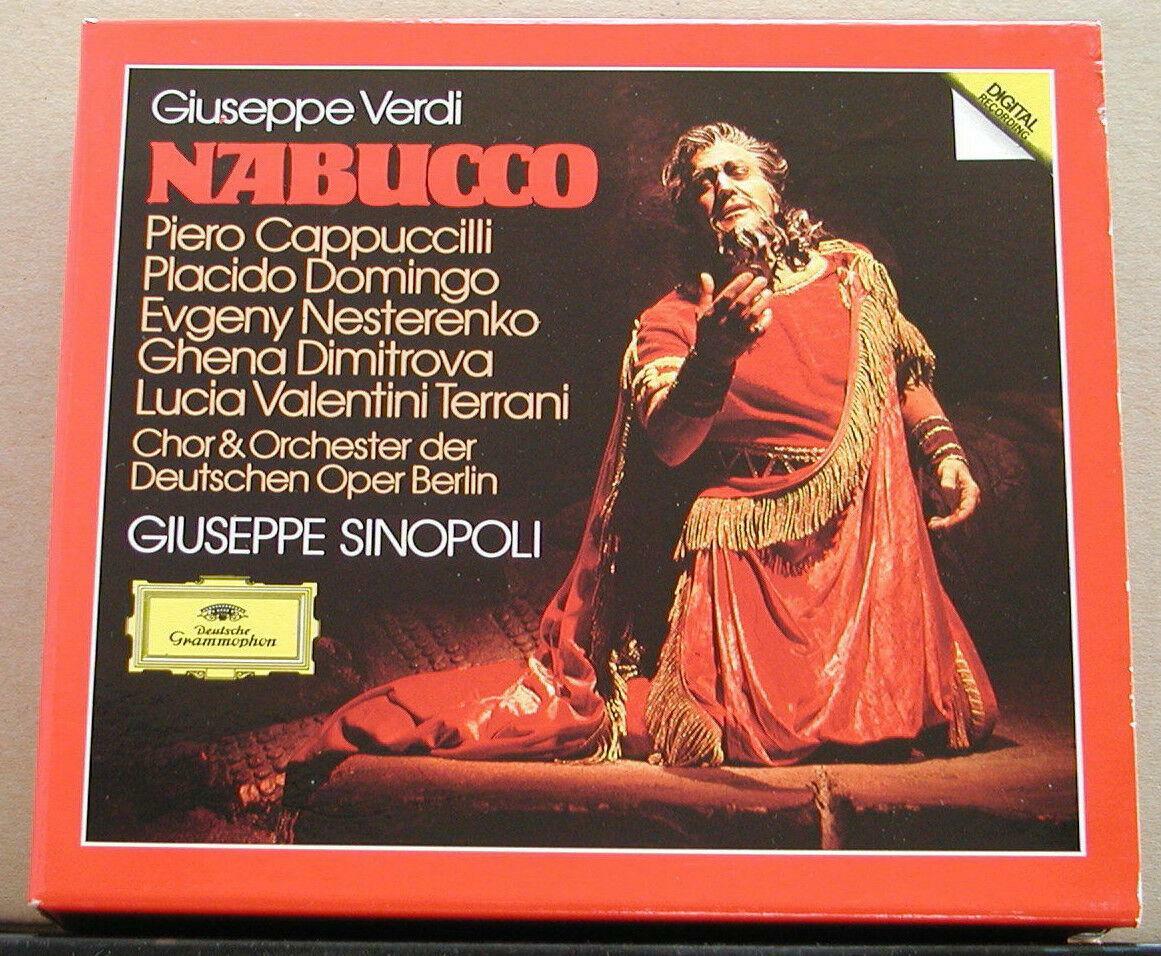 Giuseppe Verdi
NABUCCO
Piero Cappuccilli
Placido Domingo
Evgeny Nesterenko
Ghena Dimitrova
Lucia Valentini Terrani
Chor & Orchester der
Deutschen Oper Berlin
GIUSEPPE SINOPOLI
Deutsche
Grammophon
DIGITAL
RECORDING